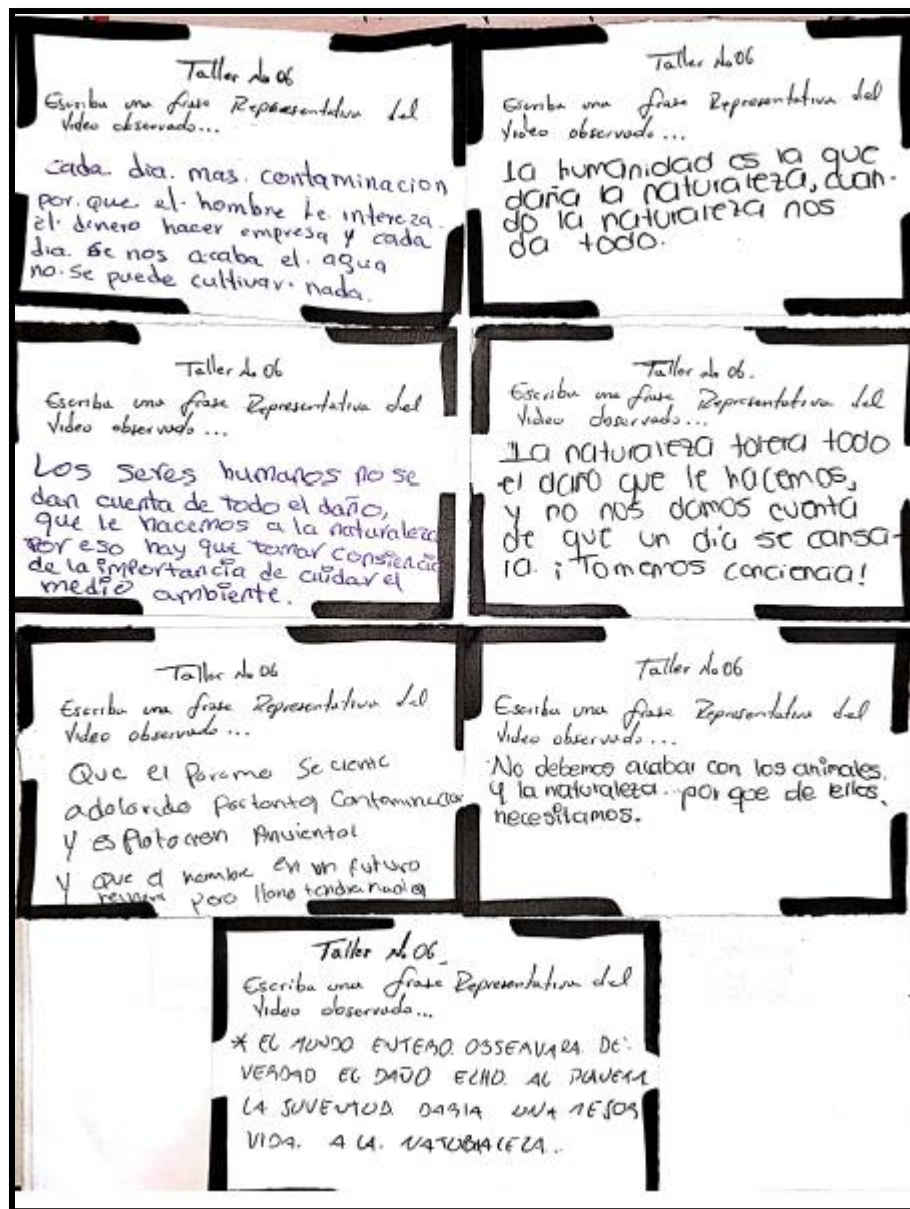 Taller No 06
Escriba una frase Representativa del
Video observado...
cada dia. mas. contaminacion
por. que el. hombre Le. intereza.
El. dinero hacer empresa y cada
dia. se nos acaba el. agua
no. se puede cultivar. nada.
Taller No 06
Escriba una frase Representativa del
Video observado...
La humanidad es la que
daña la naturaleza, cuan-
do la naturaleza nos
da todo.
Taller No 06
Escriba una frase Representativa del
Video observado...
Los seres humanos no se
dan cuenta de todo el daño,
que le hacemos a la naturaleza
Por eso hay que tomar consiencia
de la importancia de cuidar el
medio ambiente.
Taller No 06.
Escriba una frase Representativa del
Video observado...
La naturaleza tolera todo
el daño que le hacemos,
y no nos damos cuenta
de que un dia se cansa-
ra. ¡Tomemos conciencia!
Taller No 06
Escriba una frase Representativa del
Video observado...
Que el Paramo Se ciente
adolorido Por tanta Contaminacion
y esplotacion Anviental
y que el hombre en un futuro
pero llano tendra nada
Taller No 06
Escriba una frase Representativa del
Video observado...
No debemos acabar con los animales.
y la naturaleza.. por que de ellos.
necesitamos.
Taller No. 06
Escriba una frase Representativa del
Video observado...
* EL MUNDO ENTERO. OBSERVARA. DE.
VERDAD EL DAÑO ECHO. AL PLANETA
LA JUVENTUD. DARIA UNA MEJOR
VIDA. A LA. NATURALEZA..